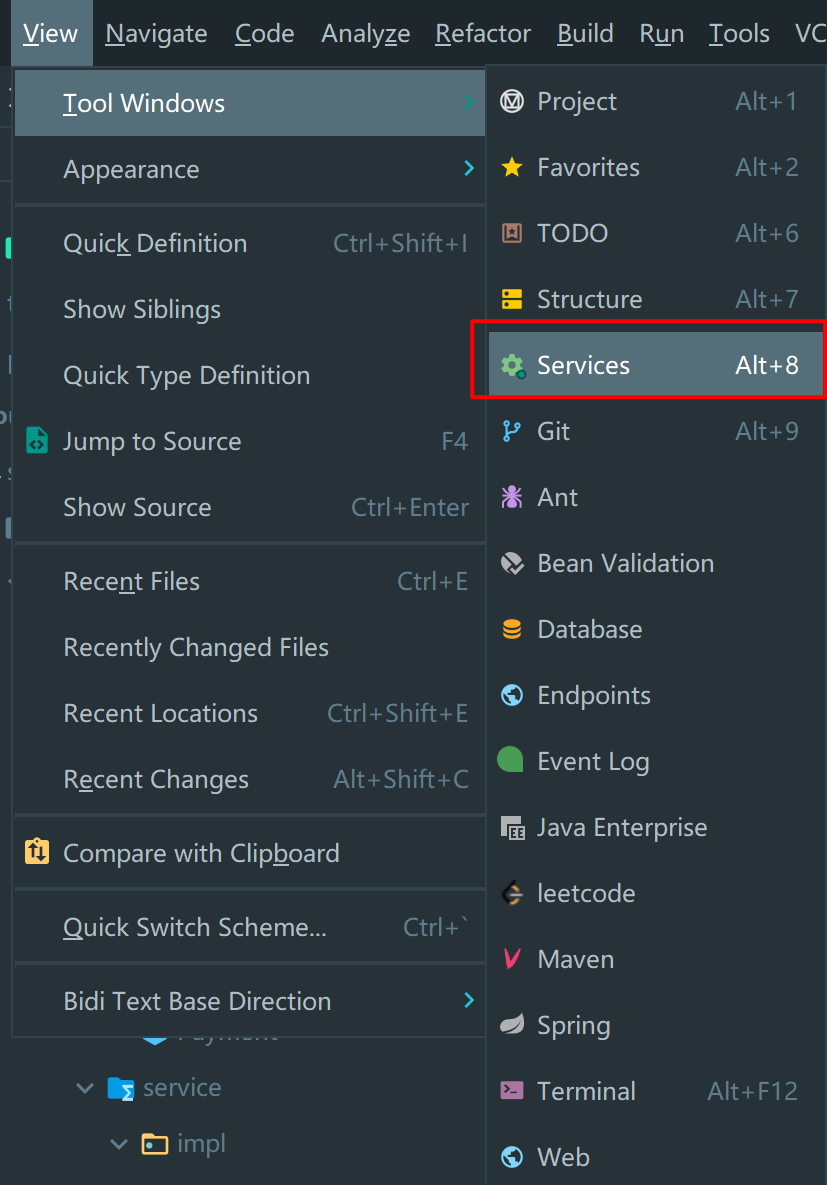 View Navigate Code Analyze Refactor Build Run Tools VC
Tool Windows
Appearance
Quick Definition Ctrl+Shift+I
Show Siblings
Quick Type Definition
Jump to Source F4
Show Source Ctrl+Enter
Recent Files Ctrl+E
Recently Changed Files
Recent Locations Ctrl+Shift+E
Recent Changes Alt+Shift+C
Compare with Clipboard
Quick Switch Scheme... Ctrl+`
Bidi Text Base Direction
Project Alt+1
Favorites Alt+2
TODO Alt+6
Structure Alt+7
Services Alt+8
Git Alt+9
Ant
Bean Validation
Database
Endpoints
Event Log
Java Enterprise
leetcode
Maven
Spring
Terminal Alt+F12
Web
Payment
service
impl